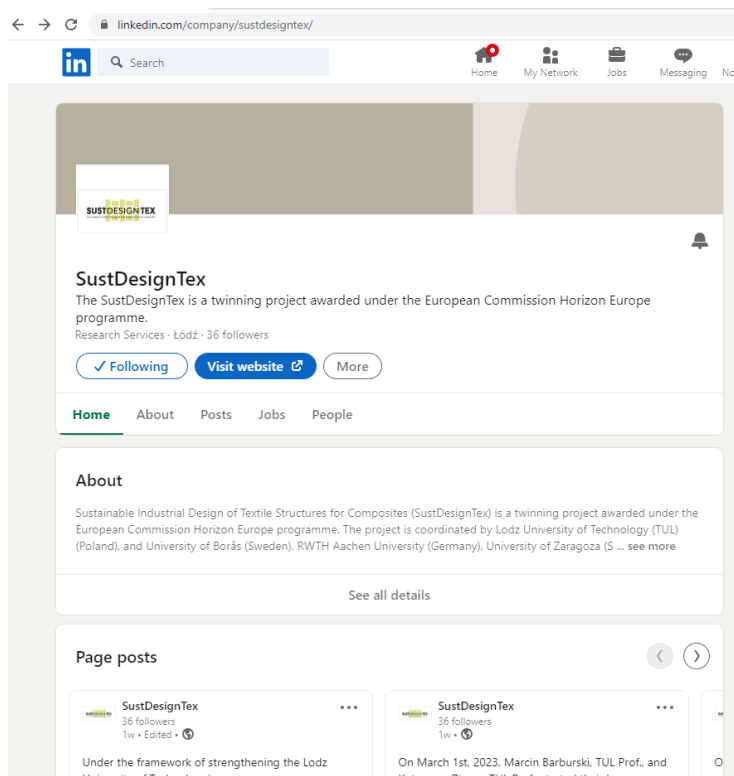 linkedin.com/company/sustdesigntex/
in
Search
Home
My Network
Jobs
Messaging
No
SUSTDESIGNTEX
SustDesignTex
The SustDesignTex is a twinning project awarded under the European Commission Horizon Europe
programme.
Research Services · Łódź · 36 followers
Following
Visit website
More
Home
About
Posts
Jobs
People
About
Sustainable Industrial Design of Textile Structures for Composites (SustDesignTex) is a twinning project awarded under the
European Commission Horizon Europe programme. The project is coordinated by Lodz University of Technology (TUL)
(Poland), and University of Borås (Sweden), RWTH Aachen University (Germany), University of Zaragoza (S ... see more
See all details
Page posts
SustDesignTex
36 followers
1w • Edited •
Under the framework of strengthening the Lodz
SustDesignTex
36 followers
1w •
On March 1st, 2023, Marcin Barburski, TUL Prof., and
O